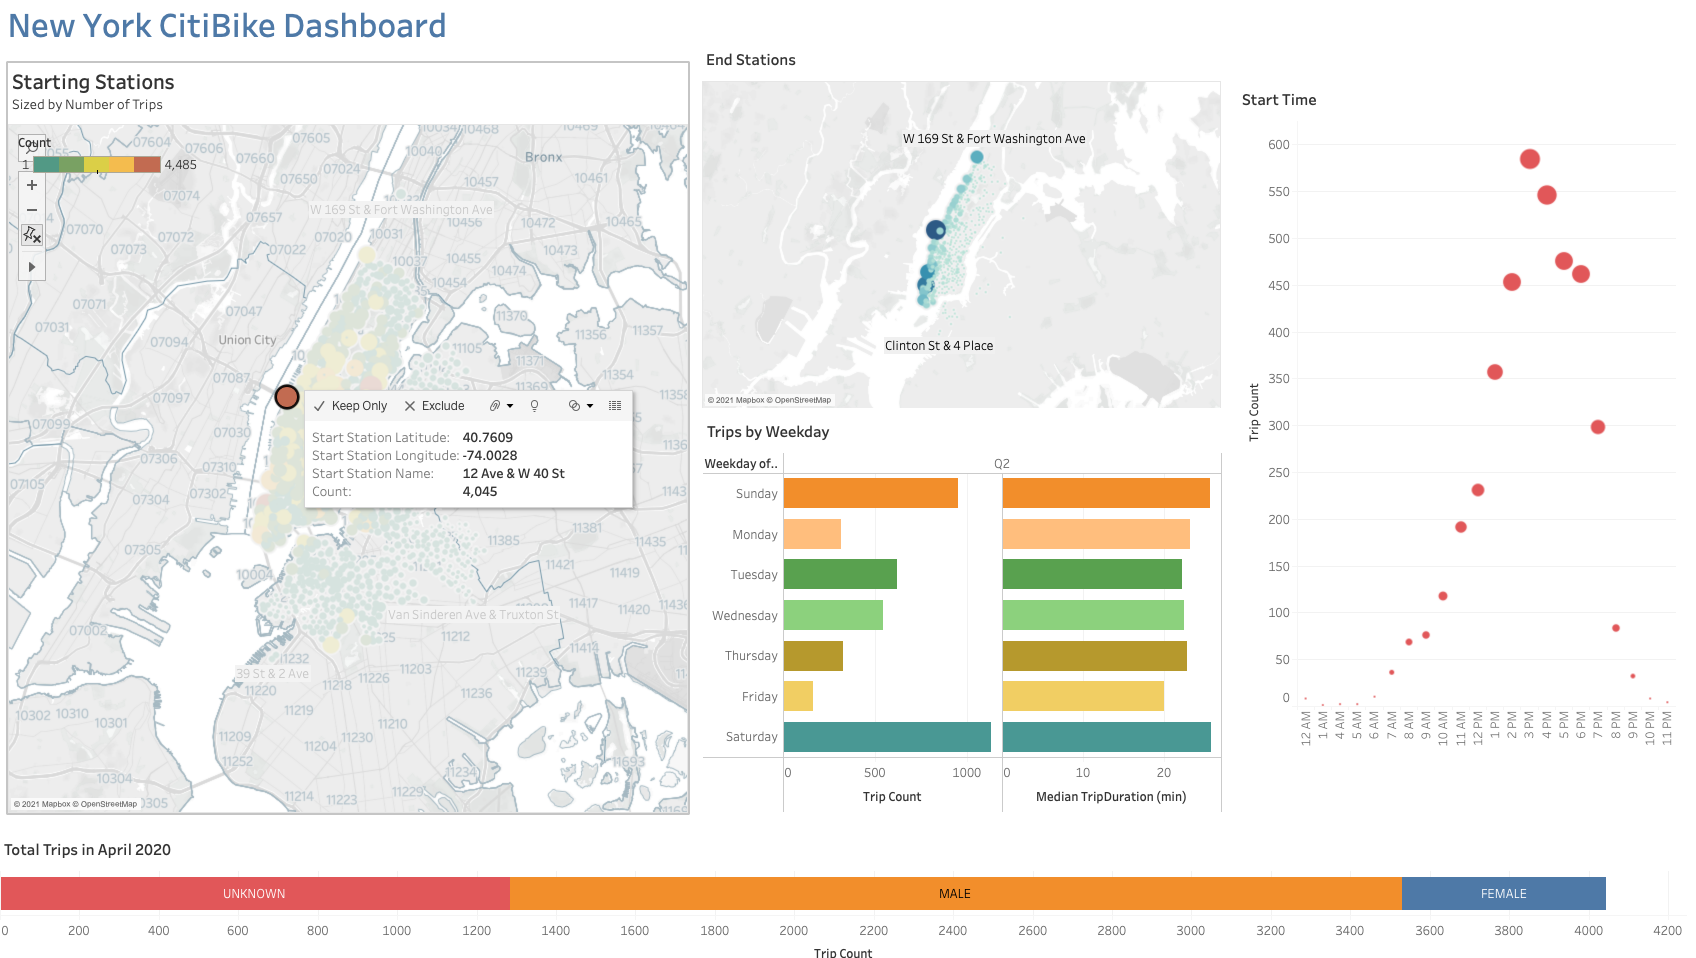 New York CitiBike Dashboard
Starting Stations
Sized by Number of Trips
Count
1
4,485
07605
07604
07606
07660
07024
07074
07650
07657
07070
07072
07073
07020
07022
07071
07047
07031
07094
Union City
07087
07097
07030
07306
07310
07105
07304
07302
07305
10004
07002
10034
10468
10469
10040
Bronx
10457
10461
W 169 St & Fort Washington Ave
10472
10465
10031
10473
10037
10455
10474
11370
11357
11356
11105
11371
11369
11354
11358
Keep Only
Exclude
Start Station Latitude: 40.7609
Start Station Longitude: -74.0028
Start Station Name: 12 Ave & W 40 St
Count: 4,045
11381
11385
11435
11421
11419
11417
11420
Van Sinderen Ave & Truxton St
11212
11414
11232
39 St & 2 Ave
11203
11239
11220
11218
11226
11236
10302
10310
10301
11219
11210
11209
11230
11204
11252
11234
11693
10304
11214
11223
11229
© 2021 Mapbox © OpenStreetMap
10305
End Stations
W 169 St & Fort Washington Ave
Clinton St & 4 Place
© 2021 Mapbox © OpenStreetMap
Trips by Weekday
Weekday of..
Q2
Sunday
Monday
Tuesday
Wednesday
Thursday
Friday
Saturday
0 500 1000
0 10 20
Trip Count
Median TripDuration (min)
Start Time
Trip Count
600
550
500
450
400
350
300
250
200
150
100
50
0
12 AM
1 AM
4 AM
5 AM
6 AM
7 AM
8 AM
9 AM
10 AM
11 AM
12 PM
1 PM
2 PM
3 PM
4 PM
5 PM
6 PM
7 PM
8 PM
9 PM
10 PM
11 PM
Total Trips in April 2020
UNKNOWN MALE FEMALE
0 200 400 600 800 1000 1200 1400 1600 1800 2000 2200 2400 2600 2800 3000 3200 3400 3600 3800 4000 4200
Trip Count